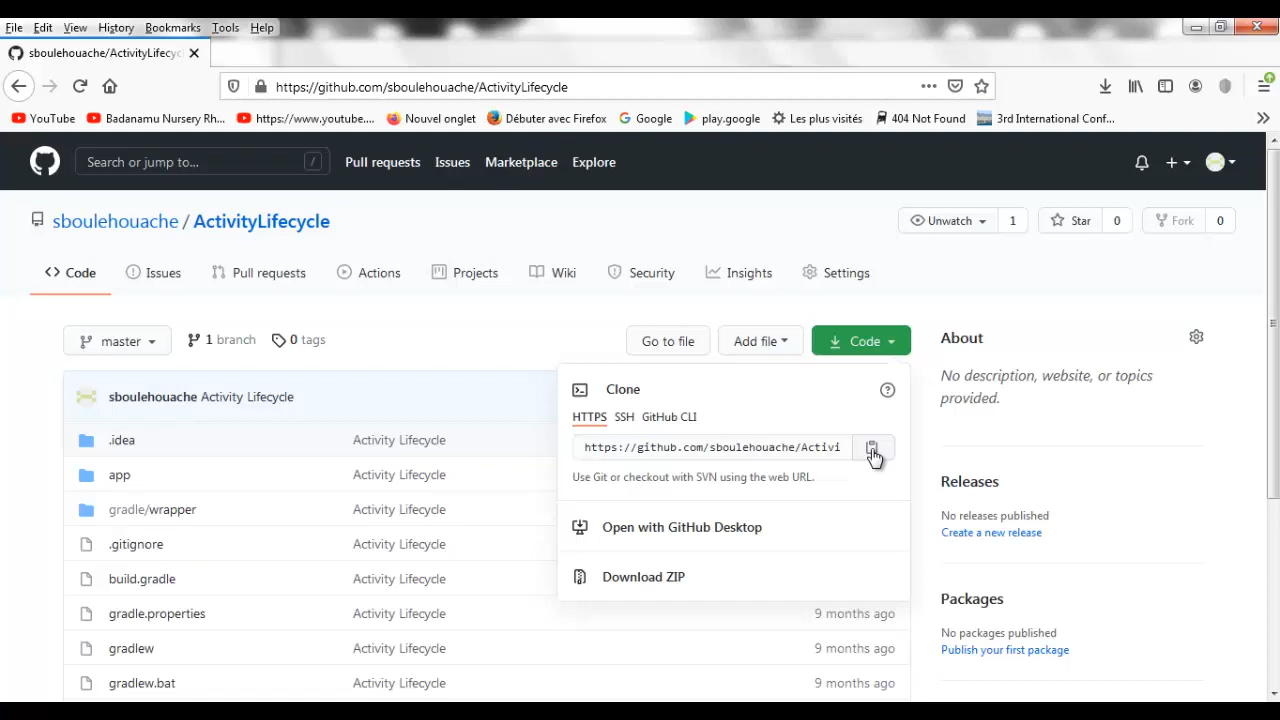 File Edit View History Bookmarks Tools Help
sboulehouache/ActivityLifecyc
https://github.com/sboulehouache/ActivityLifecycle
YouTube Badanamu Nursery Rh... https://www.youtube.... Nouvel onglet Débuter avec Firefox Google play.google Les plus visités 404 Not Found 3rd International Conf...
Search or jump to... / Pull requests Issues Marketplace Explore
sboulehouache / ActivityLifecycle Unwatch 1 Star 0 Fork 0
Code Issues Pull requests Actions Projects Wiki Security Insights Settings
master 1 branch 0 tags Go to file Add file Code About
No description, website, or topics
provided.
sboulehouache Activity Lifecycle
Clone
HTTPS SSH GitHub CLI
https://github.com/sboulehouache/Activi
Use Git or checkout with SVN using the web URL.
Open with GitHub Desktop
Download ZIP
.idea Activity Lifecycle
app Activity Lifecycle
gradle/wrapper Activity Lifecycle
.gitignore Activity Lifecycle
build.gradle Activity Lifecycle
gradle.properties Activity Lifecycle 9 months ago
gradlew Activity Lifecycle 9 months ago
gradlew.bat Activity Lifecycle 9 months ago
Releases
No releases published
Create a new release
Packages
No packages published
Publish your first package